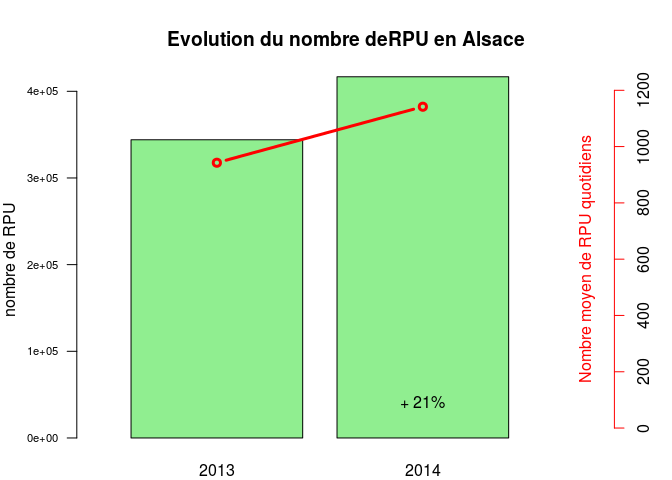 Evolution du nombre deRPU en Alsace
nombre de RPU
4e+05
3e+05
2e+05
1e+05
0e+00
+ 21%
2013
2014
Nombre moyen de RPU quotidiens
1200
1000
800
600
400
200
0